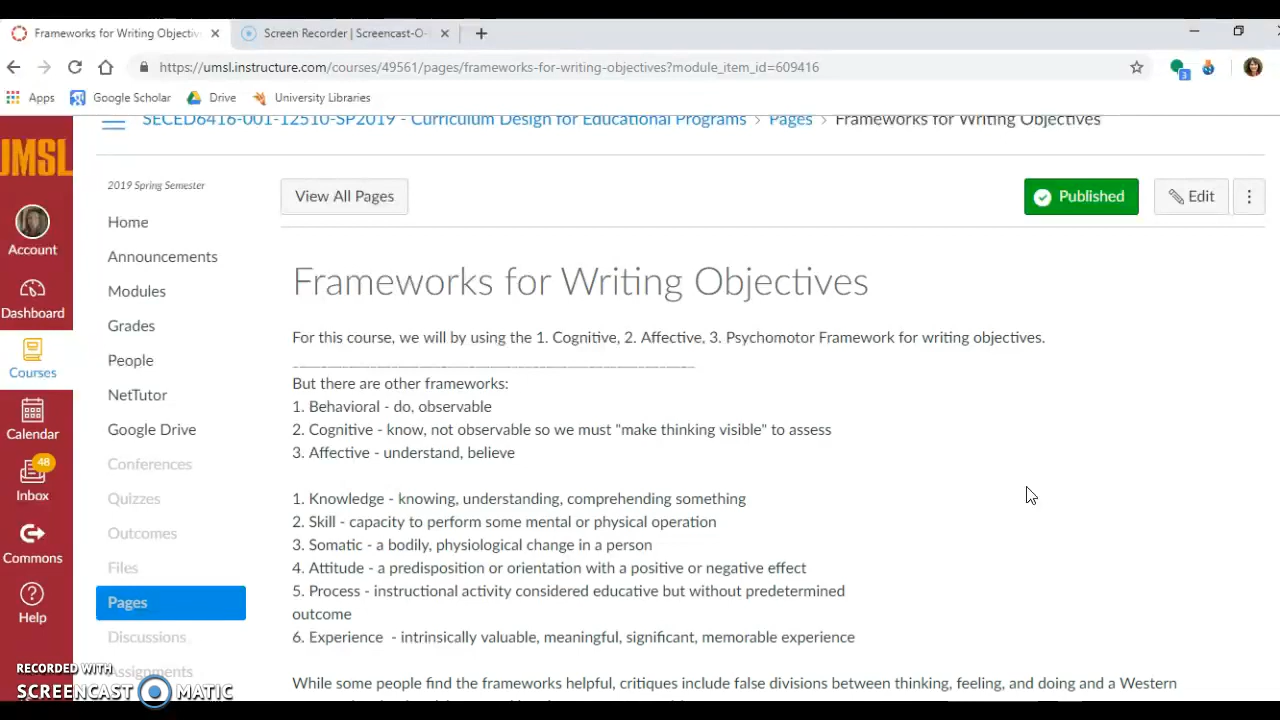 Frameworks for Writing Objectiv
Screen Recorder | Screencast-O-
https://umsl.instructure.com/courses/49561/pages/frameworks-for-writing-objectives?module_item_id=609416
3
Apps
Google Scholar
Drive
University Libraries
SECED6416-001-12510-SP2019 - Curriculum Design for Educational Programs > Pages > Frameworks for Writing Objectives
UMSL
Account
Dashboard
Courses
Calendar
48
Inbox
Commons
Help
2019 Spring Semester
Home
Announcements
Modules
Grades
People
NetTutor
Google Drive
Conferences
Quizzes
Outcomes
Files
Pages
Discussions
Assignments
View All Pages
Published
Edit
Frameworks for Writing Objectives
For this course, we will by using the 1. Cognitive, 2. Affective, 3. Psychomotor Framework for writing objectives.
But there are other frameworks:
1. Behavioral - do, observable
2. Cognitive - know, not observable so we must "make thinking visible" to assess
3. Affective - understand, believe
1. Knowledge - knowing, understanding, comprehending something
2. Skill - capacity to perform some mental or physical operation
3. Somatic - a bodily, physiological change in a person
4. Attitude - a predisposition or orientation with a positive or negative effect
5. Process - instructional activity considered educative but without predetermined
outcome
6. Experience - intrinsically valuable, meaningful, significant, memorable experience
While some people find the frameworks helpful, critiques include false divisions between thinking, feeling, and doing and a Western
RECORDED WITH
SCREENCAST MATIC